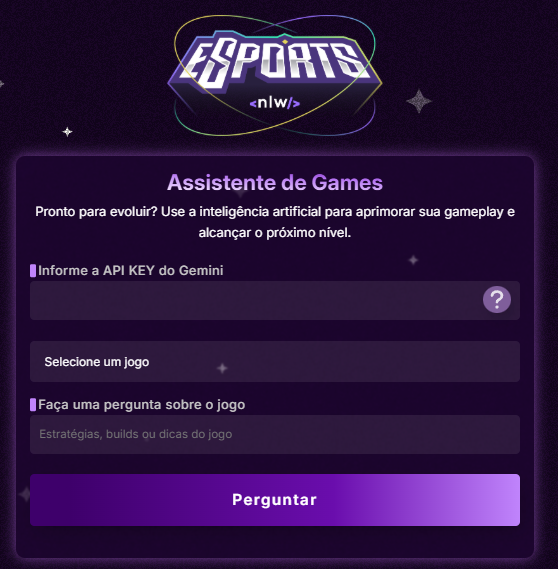 ESPORTS
<nlw/>
Assistente de Games
Pronto para evoluir? Use a inteligência artificial para aprimorar sua gameplay e
alcançar o próximo nível.
Informe a API KEY do Gemini
?
Selecione um jogo
Faça uma pergunta sobre o jogo
Estratégias, builds ou dicas do jogo
Perguntar